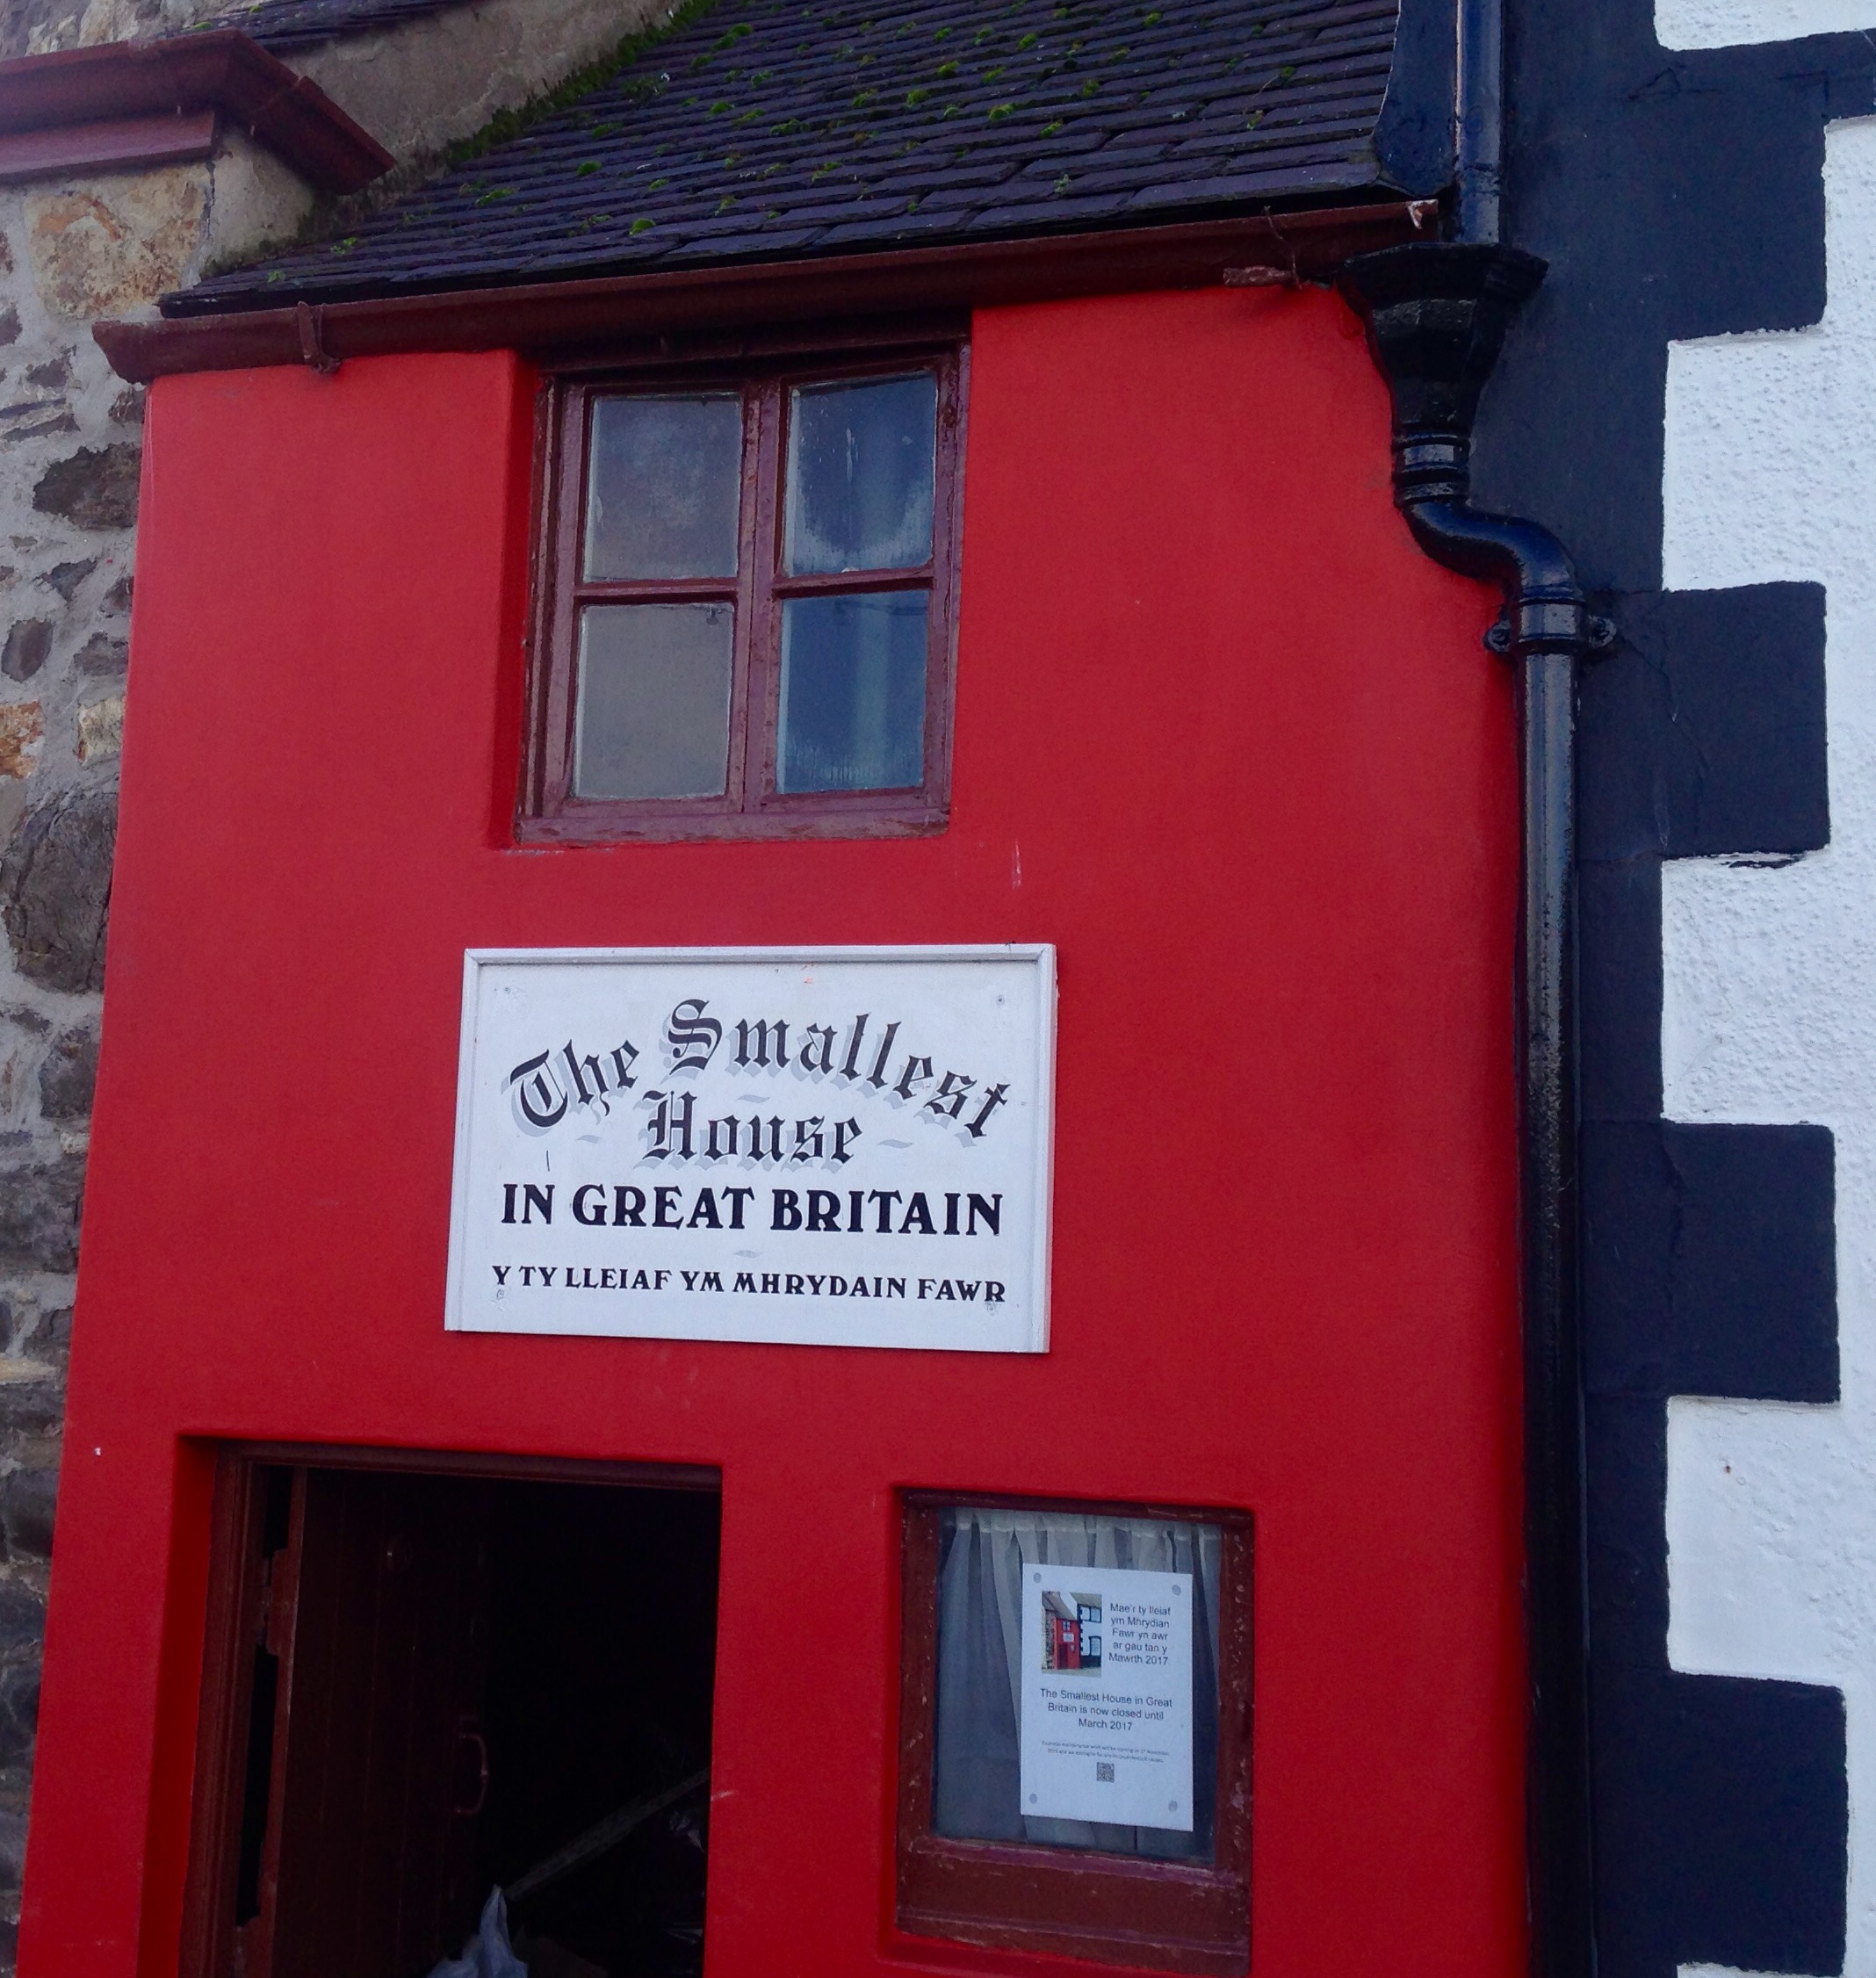 The Smallest
House
IN GREAT BRITAIN
Y TY LLEIAF YM MHRYDAIN FAWR
Mae'r ty lleiaf
ym Mhrydian
Fawr yn awr
ar gau tan y
Mawrth 2017
The Smallest House in Great
Britain is now closed until
March 2017